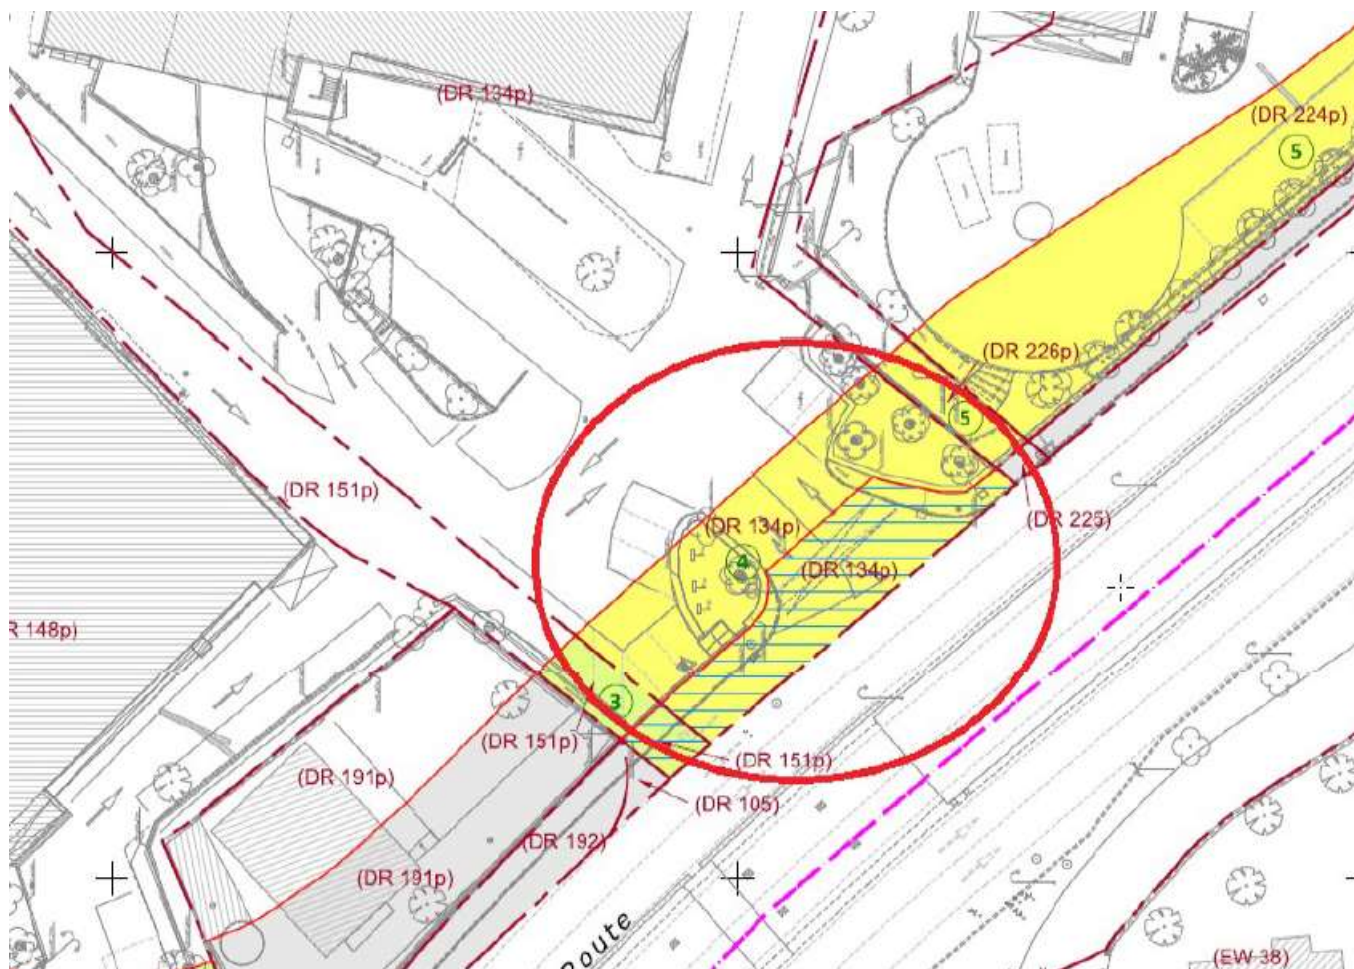 (DR 134p)
(DR 224p)
5
(DR 226p)
5
(DR 151p)
(DR 134p)
4
(DR 134p)
(DR 225)
R 148p)
3
(DR 151p)
(DR 151p)
(DR 191p)
(DR 105)
(DR 192)
(DR 191p)
Route
(EW 38)